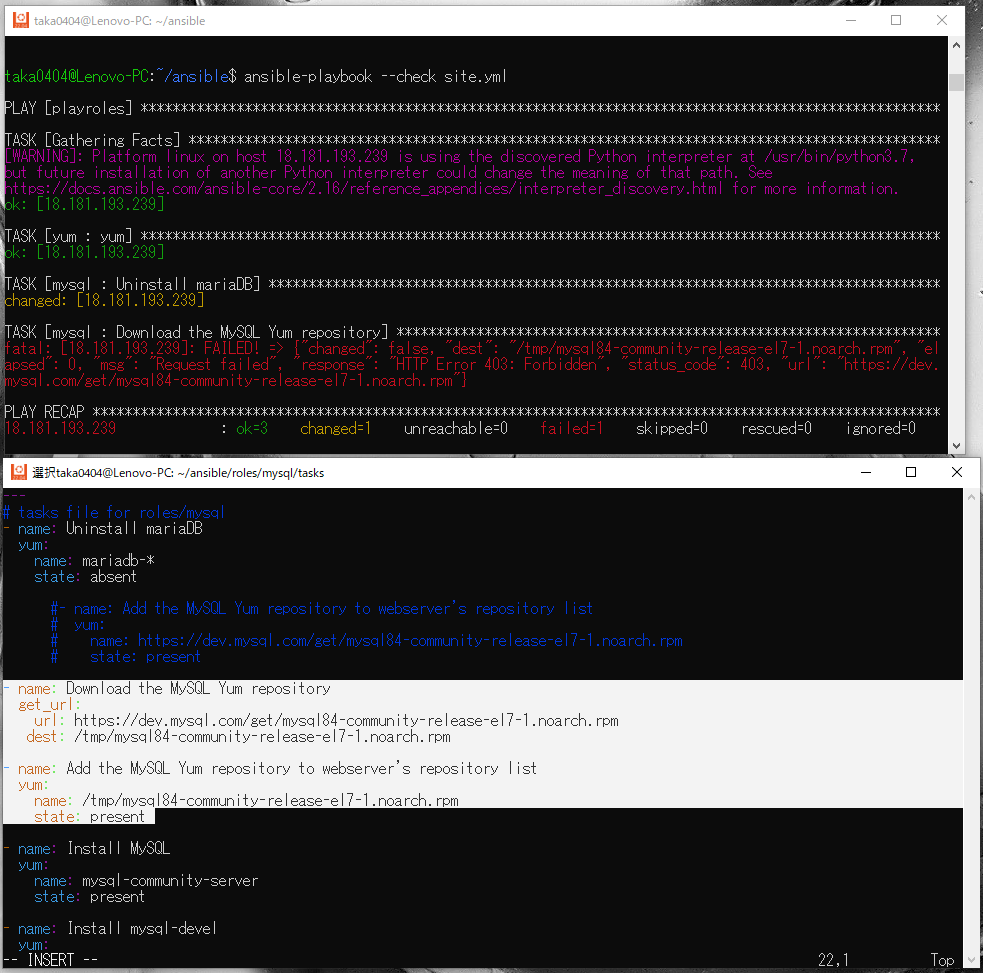 taka0404@Lenovo-PC: ~/ansible
taka0404@Lenovo-PC:~/ansible$ ansible-playbook --check site.yml
PLAY [playroles] ****************************************************************************************************
TASK [Gathering Facts] **********************************************************************************************
[WARNING]: Platform linux on host 18.181.193.239 is using the discovered Python interpreter at /usr/bin/python3.7,
but future installation of another Python interpreter could change the meaning of that path. See
https://docs.ansible.com/ansible-core/2.16/reference_appendices/interpreter_discovery.html for more information.
ok: [18.181.193.239]
TASK [yum : yum] ****************************************************************************************************
ok: [18.181.193.239]
TASK [mysql : Uninstall mariaDB] ************************************************************************************
changed: [18.181.193.239]
TASK [mysql : Download the MySQL Yum repository] ********************************************************************
fatal: [18.181.193.239]: FAILED! => {"changed": false, "dest": "/tmp/mysql84-community-release-el7-1.noarch.rpm", "el
apsed": 0, "msg": "Request failed", "response": "HTTP Error 403: Forbidden", "status_code": 403, "url": "https://dev.
mysql.com/get/mysql84-community-release-el7-1.noarch.rpm"}
PLAY RECAP **********************************************************************************************************
18.181.193.239 : ok=3 changed=1 unreachable=0 failed=1 skipped=0 rescued=0 ignored=0
選択taka0404@Lenovo-PC: ~/ansible/roles/mysql/tasks
---
# tasks file for roles/mysql
- name: Uninstall mariaDB
  yum:
    name: mariadb-*
    state: absent
      #- name: Add the MySQL Yum repository to webserver's repository list
      #  yum:
      #    name: https://dev.mysql.com/get/mysql84-community-release-el7-1.noarch.rpm
      #    state: present
- name: Download the MySQL Yum repository
  get_url:
    url: https://dev.mysql.com/get/mysql84-community-release-el7-1.noarch.rpm
   dest: /tmp/mysql84-community-release-el7-1.noarch.rpm
- name: Add the MySQL Yum repository to webserver's repository list
  yum:
    name: /tmp/mysql84-community-release-el7-1.noarch.rpm
    state: present
- name: Install MySQL
  yum:
    name: mysql-community-server
    state: present
- name: Install mysql-devel
  yum:
-- INSERT -- 22,1 Top